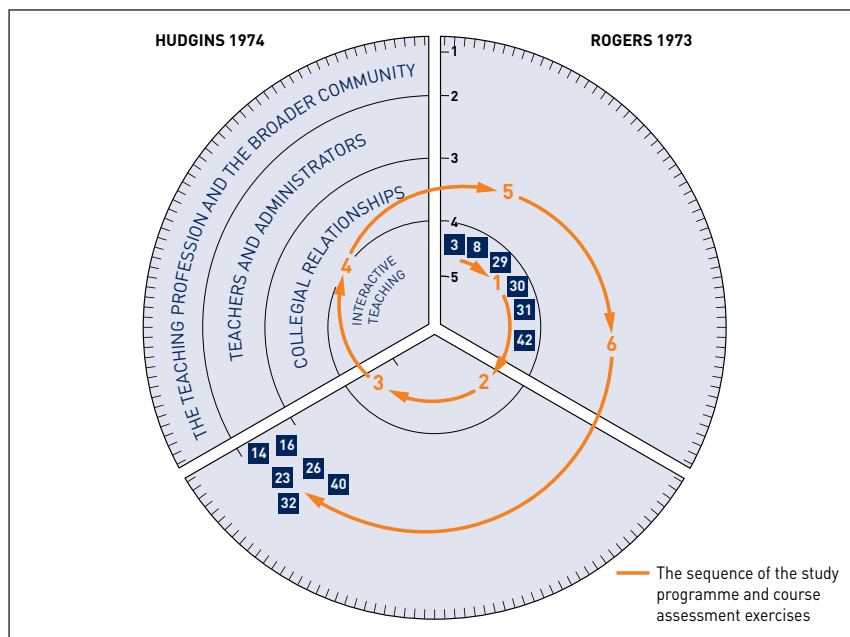 HUDGINS 1974
ROGERS 1973
THE TEACHING PROFESSION AND THE BROADER COMMUNITY
TEACHERS AND ADMINISTRATORS
COLLEGIAL RELATIONSHIPS
INTERACTIVE
TEACHING
1
2
3
4
5
3
8
29
30
31
42
1
2
3
4
5
6
14
16
23
26
40
32
The sequence of the study
programme and course
assessment exercises